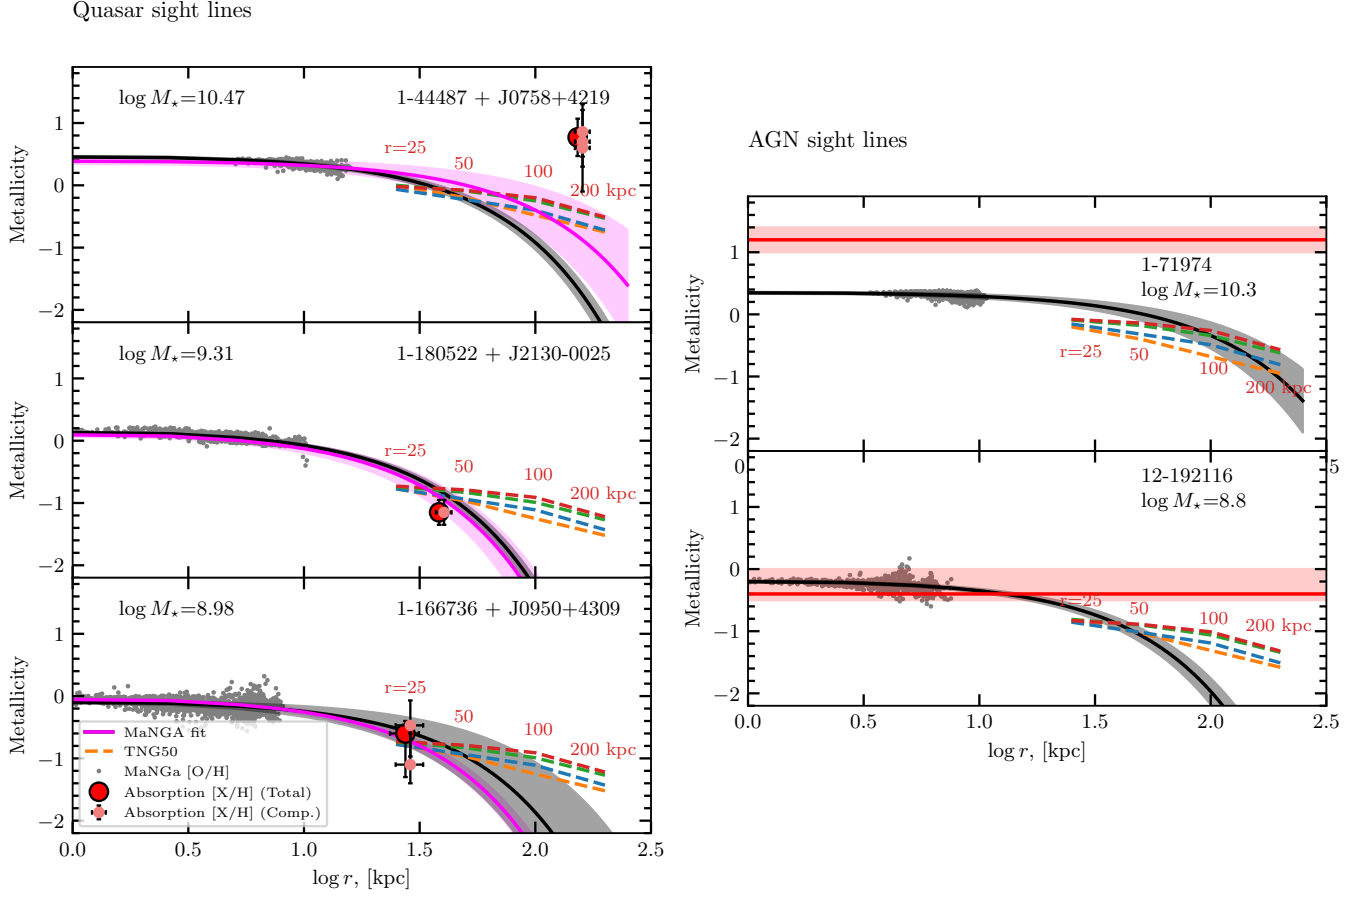 Quasar sight lines
log M⋆=10.47
1-44487 + J0758+4219
r=25
50
100
200 kpc
1
0
−1
−2
Metallicity
log M⋆=9.31
1-180522 + J2130-0025
r=25
50
100
200 kpc
1
0
−1
−2
Metallicity
log M⋆=8.98
1-166736 + J0950+4309
r=25
50
100
200 kpc
1
0
−1
−2
Metallicity
MaNGA fit
TNG50
MaNGa [O/H]
Absorption [X/H] (Total)
Absorption [X/H] (Comp.)
0.0 0.5 1.0 1.5 2.0 2.5
log r, [kpc]
AGN sight lines
1-71974
log M⋆=10.3
r=25
50
100
200 kpc
1
0
−1
−2
Metallicity
0 5
12-192116
log M⋆=8.8
r=25
50
100
200 kpc
1
0
−1
−2
Metallicity
0.0 0.5 1.0 1.5 2.0 2.5
log r, [kpc]